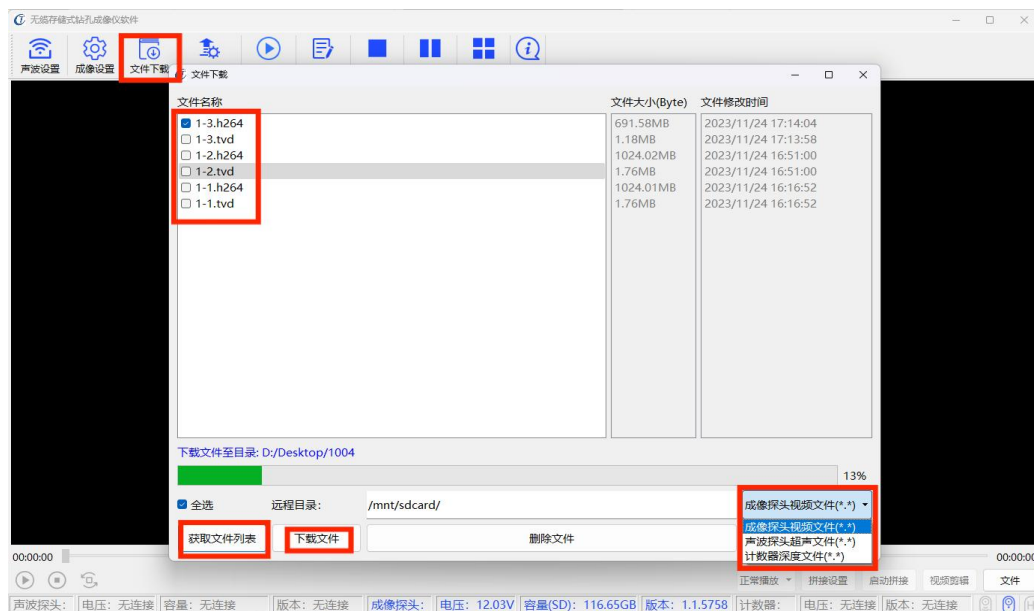 无缆存储式钻孔成像仪软件
声波设置 成像设置 文件下载
文件下载
文件名称 文件大小(Byte) 文件修改时间
1-3.h264 691.58MB 2023/11/24 17:14:04
1-3.tvd 1.18MB 2023/11/24 17:13:58
1-2.h264 1024.02MB 2023/11/24 16:51:00
1-2.tvd 1.76MB 2023/11/24 16:51:00
1-1.h264 1024.01MB 2023/11/24 16:16:52
1-1.tvd 1.76MB 2023/11/24 16:16:52
下载文件至目录: D:/Desktop/1004
13%
全选 远程目录: /mnt/sdcard/ 成像探头视频文件(*.*)
成像探头视频文件(*.*)
声波探头超声文件(*.*)
计数器深度文件(*.*)
获取文件列表 下载文件 删除文件
00:00:00 00:00:00
正常播放 拼接设置 启动拼接 视频剪辑 文件
声波探头: 电压: 无连接 容量: 无连接 版本: 无连接 成像探头: 电压: 12.03V 容量(SD): 116.65GB 版本: 1.1.5758 计数器: 电压: 无连接 版本: 无连接